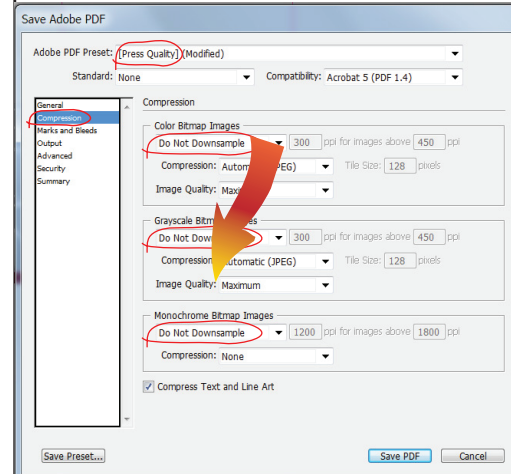 Save Adobe PDF
Adobe PDF Preset: [Press Quality] (Modified)
Standard: None Compatibility: Acrobat 5 (PDF 1.4)
General
Compression
Marks and Bleeds
Output
Advanced
Security
Summary
Compression
Color Bitmap Images
Do Not Downsample 300 ppi for images above 450 ppi
Compression: Tile Size: 128 pixels
Image Quality:
Grayscale
Do Not 300 ppi for images above 450 ppi
Compression Automatic (JPEG) Tile Size: 128 pixels
Image Quality: Maximum
Monochrome Bitmap Images
Do Not Downsample 1200 ppi for images above 1800 ppi
Compression: None
Compress Text and Line Art
Save Preset... Save PDF Cancel